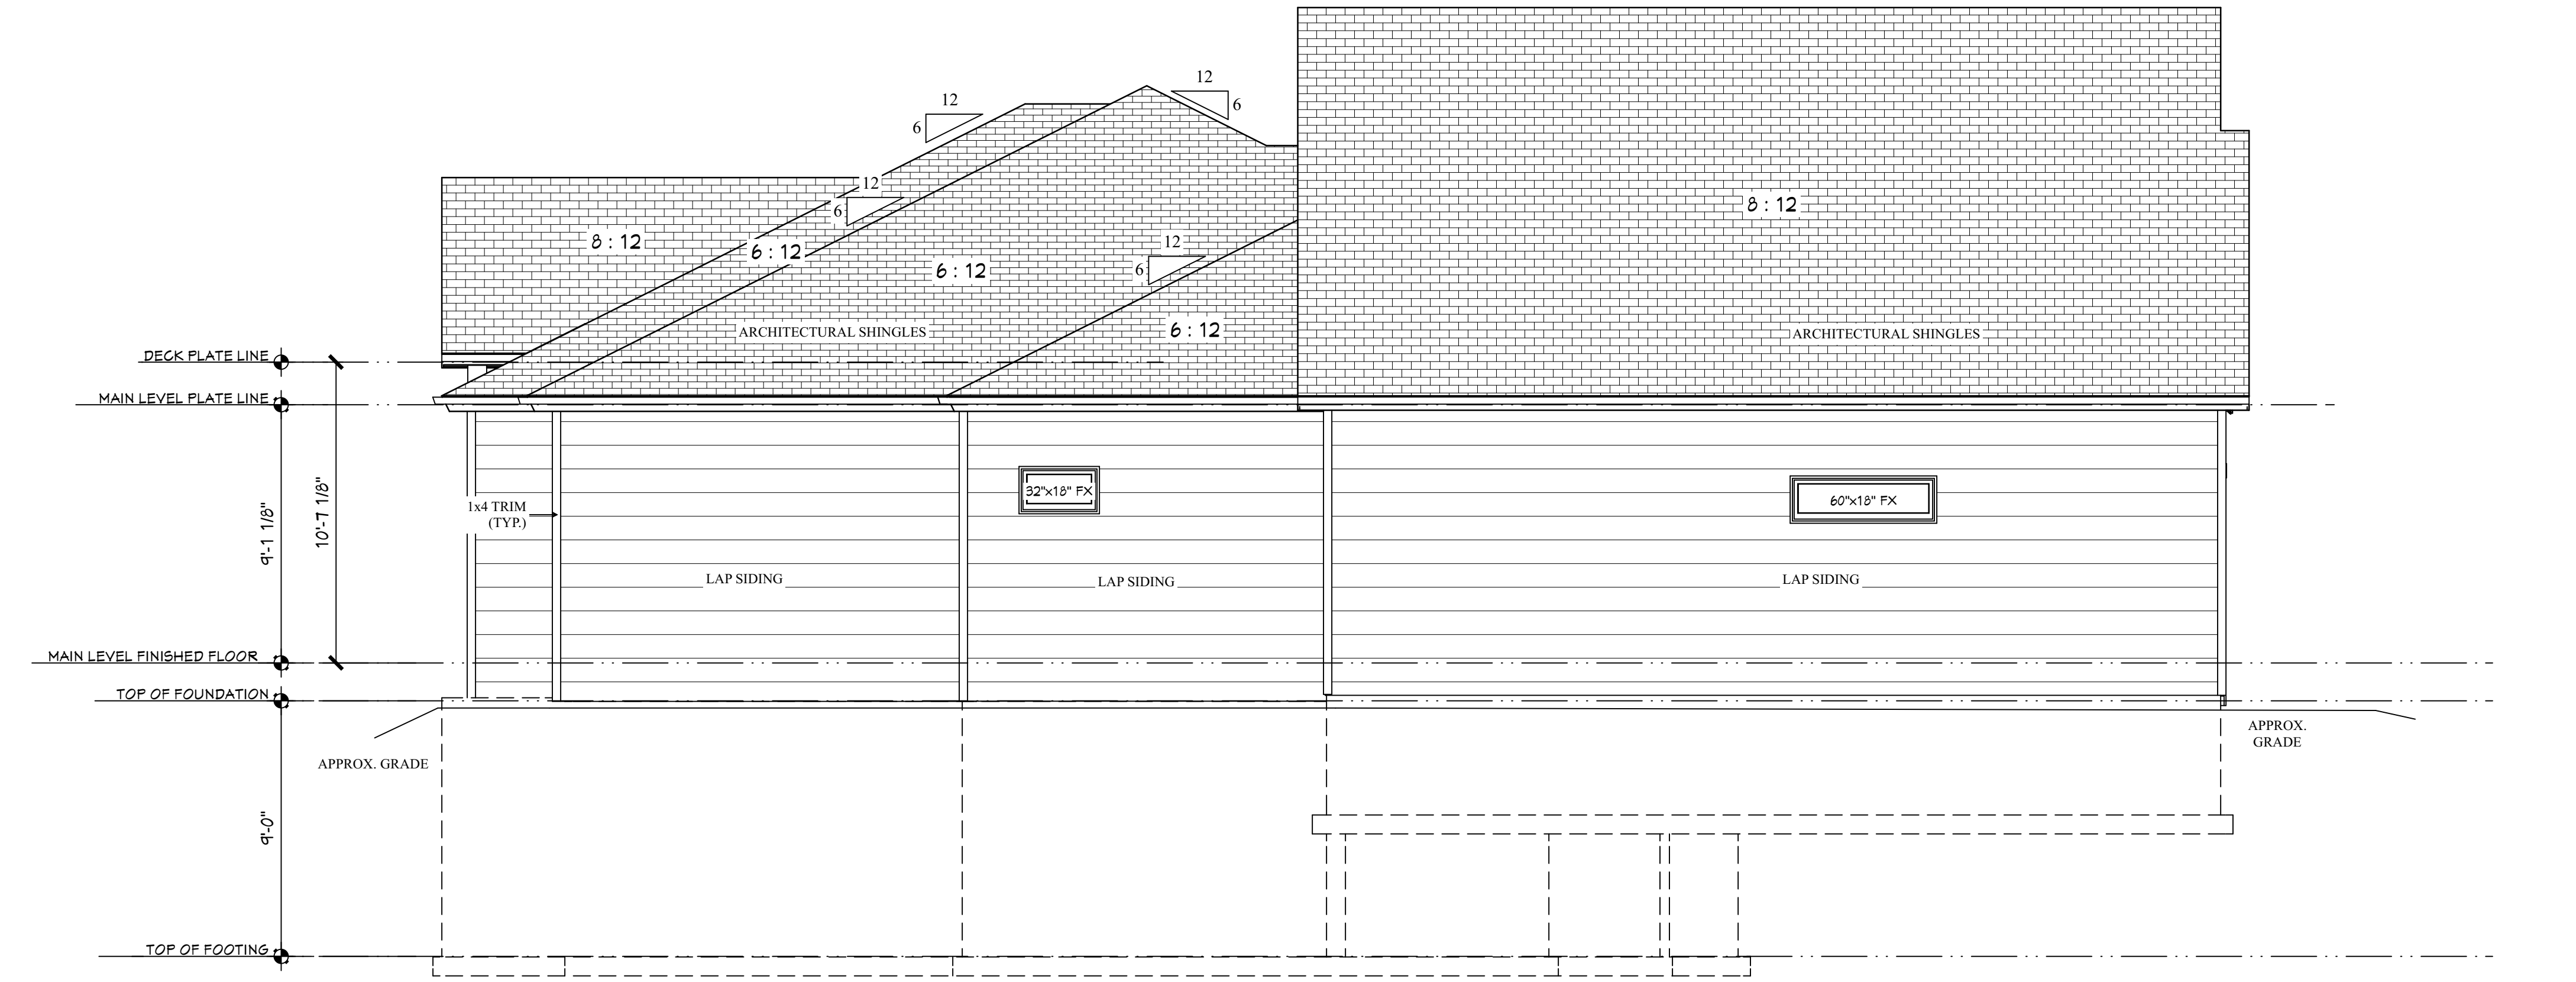 12
6
12
6
12
6
8 : 12
8 : 12
6 : 12
12
6
6 : 12
6 : 12
ARCHITECTURAL SHINGLES
ARCHITECTURAL SHINGLES
DECK PLATE LINE
MAIN LEVEL PLATE LINE
32"x18" FX
60"x18" FX
1x4 TRIM
(TYP.)
9'-1 1/8"
10'-7 1/8"
LAP SIDING
LAP SIDING
LAP SIDING
MAIN LEVEL FINISHED FLOOR
TOP OF FOUNDATION
APPROX.
GRADE
APPROX. GRADE
9'-0"
TOP OF FOOTING